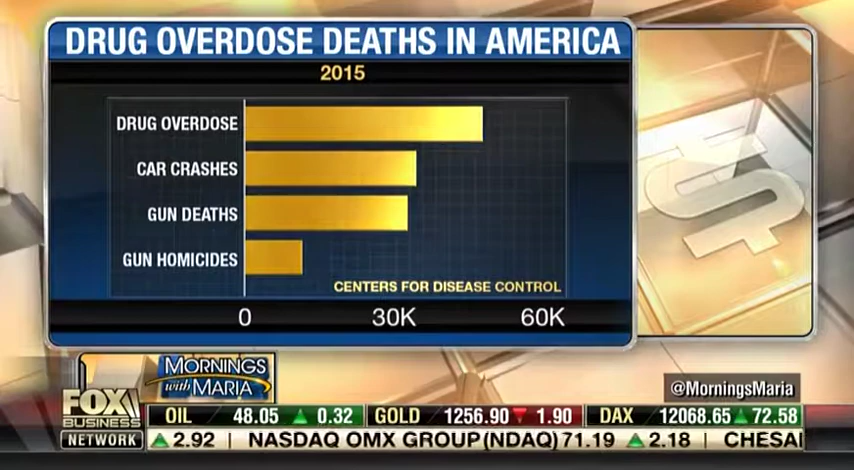 DRUG OVERDOSE DEATHS IN AMERICA
2015
DRUG OVERDOSE
CAR CRASHES
GUN DEATHS
GUN HOMICIDES
CENTERS FOR DISEASE CONTROL
0 30K 60K
MORNINGS
with MARIA
@MorningsMaria
FOX
BUSINESS
NETWORK
OIL 48.05 ▲ 0.32 GOLD 1256.90 ▼ 1.90 DAX 12068.65 ▲ 72.58
▲ 2.92 | NASDAQ OMX GROUP (NDAQ) 71.19 ▲ 2.18 | CHESA